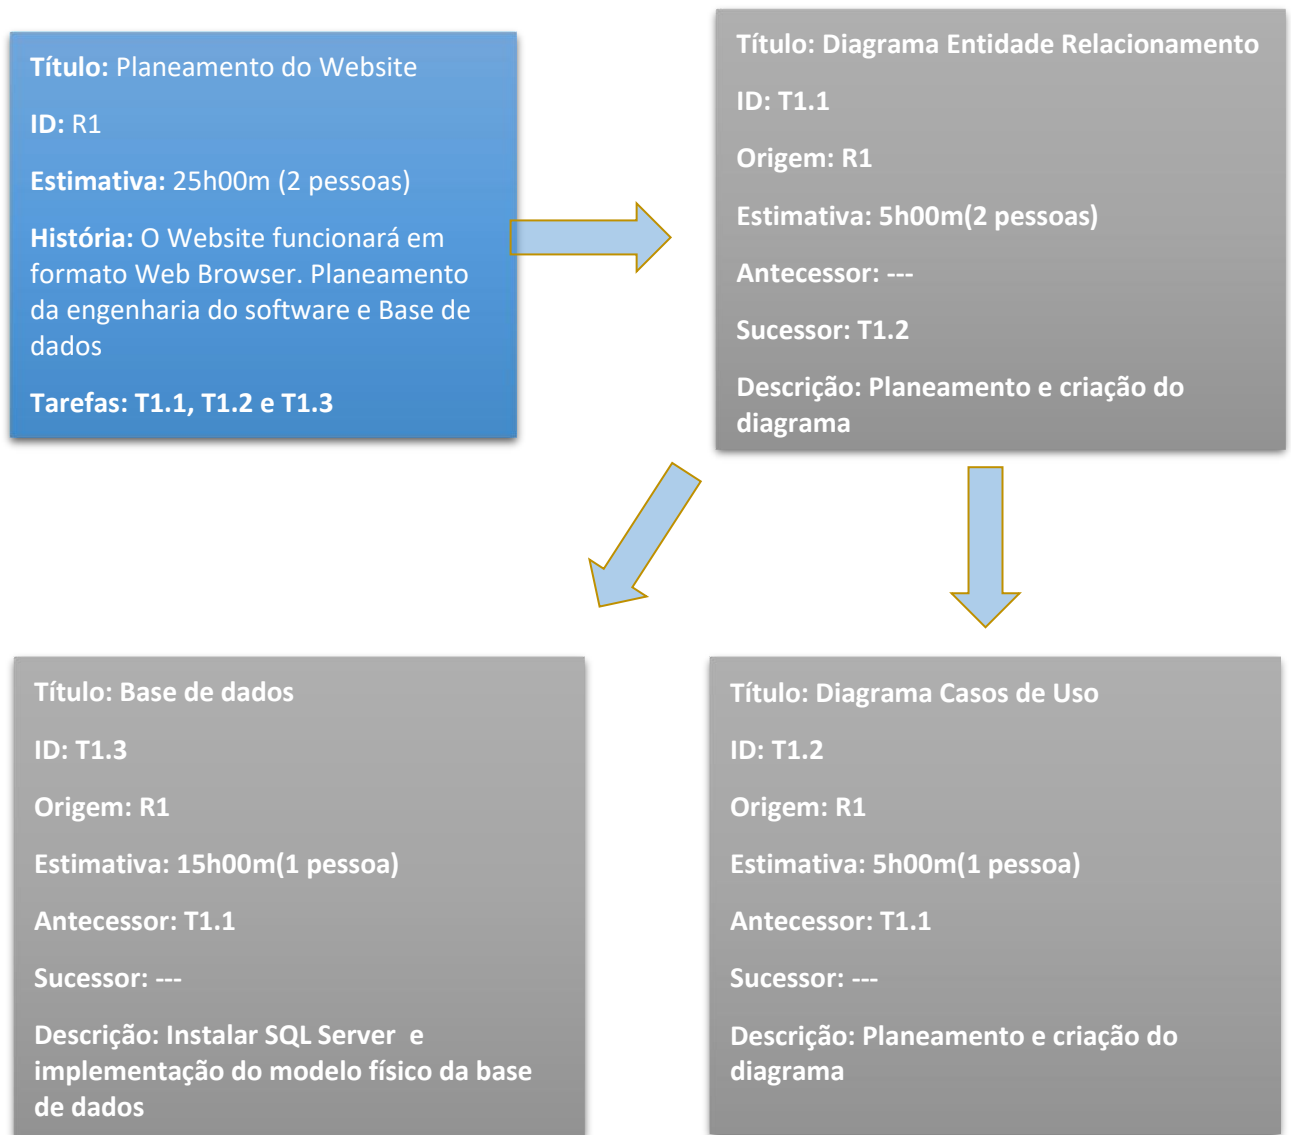 Título: Planeamento do Website
ID: R1
Estimativa: 25h00m (2 pessoas)
História: O Website funcionará em
formato Web Browser. Planeamento
da engenharia do software e Base de
dados
Tarefas: T1.1, T1.2 e T1.3
Título: Diagrama Entidade Relacionamento
ID: T1.1
Origem: R1
Estimativa: 5h00m(2 pessoas)
Antecessor: ---
Sucessor: T1.2
Descrição: Planeamento e criação do
diagrama
Título: Base de dados
ID: T1.3
Origem: R1
Estimativa: 15h00m(1 pessoa)
Antecessor: T1.1
Sucessor: ---
Descrição: Instalar SQL Server  e
implementação do modelo físico da base
de dados
Título: Diagrama Casos de Uso
ID: T1.2
Origem: R1
Estimativa: 5h00m(1 pessoa)
Antecessor: T1.1
Sucessor: ---
Descrição: Planeamento e criação do
diagrama